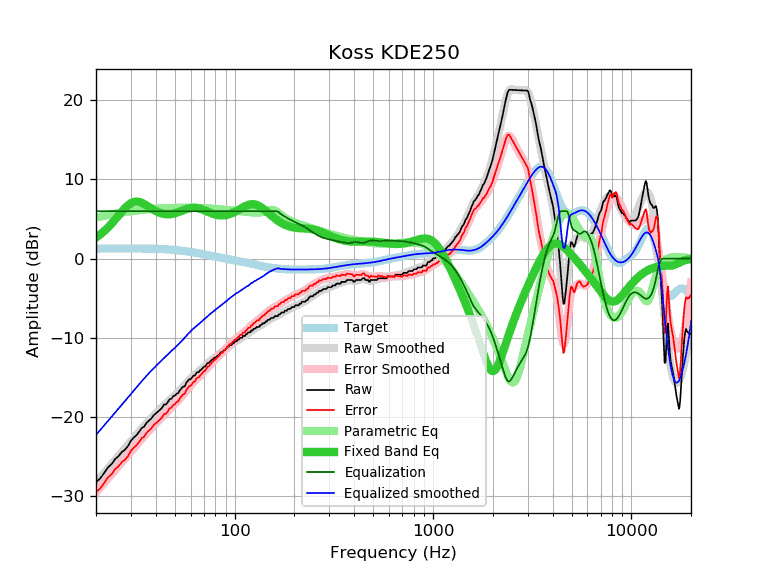 Koss KDE250
Amplitude (dBr)
20
10
0
−10
−20
−30
Target
Raw Smoothed
Error Smoothed
Raw
Error
Parametric Eq
Fixed Band Eq
Equalization
Equalized smoothed
100
1000
10000
Frequency (Hz)